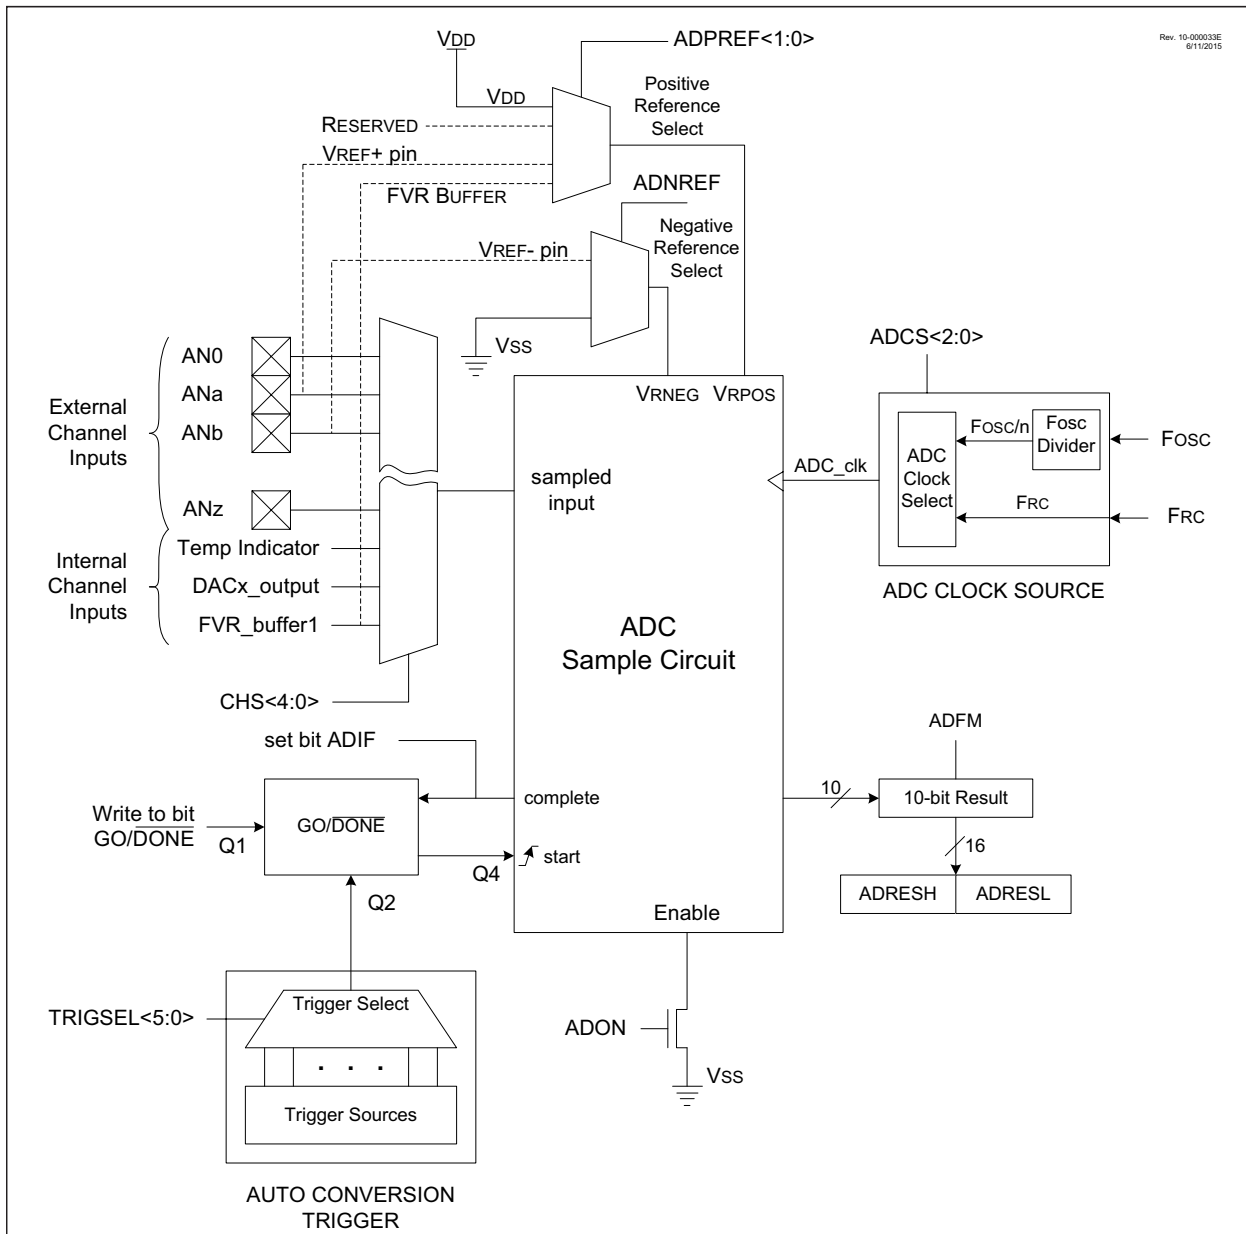 Rev. 10-000033E
6/11/2015
VDD
ADPREF<1:0>
VDD
Positive
Reference
Select
RESERVED
VREF+ pin
FVR BUFFER
ADNREF
VREF- pin
Negative
Reference
Select
VSS
External
Channel
Inputs
AN0
ANa
ANb
ANz
Internal
Channel
Inputs
Temp Indicator
DACx_output
FVR_buffer1
CHS<4:0>
VRNEG VRPOS
sampled
input
ADC_clk
ADC
Sample Circuit
ADCS<2:0>
ADC
Clock
Select
FOSC/n
Fosc
Divider
FOSC
FRC
FRC
ADC CLOCK SOURCE
set bit ADIF
complete
Write to bit
GO/DONE
Q1
GO/DONE
Q4
start
Q2
Enable
ADFM
10
10-bit Result
16
ADRESH
ADRESL
ADON
VSS
TRIGSEL<5:0>
Trigger Select
. . .
Trigger Sources
AUTO CONVERSION
TRIGGER